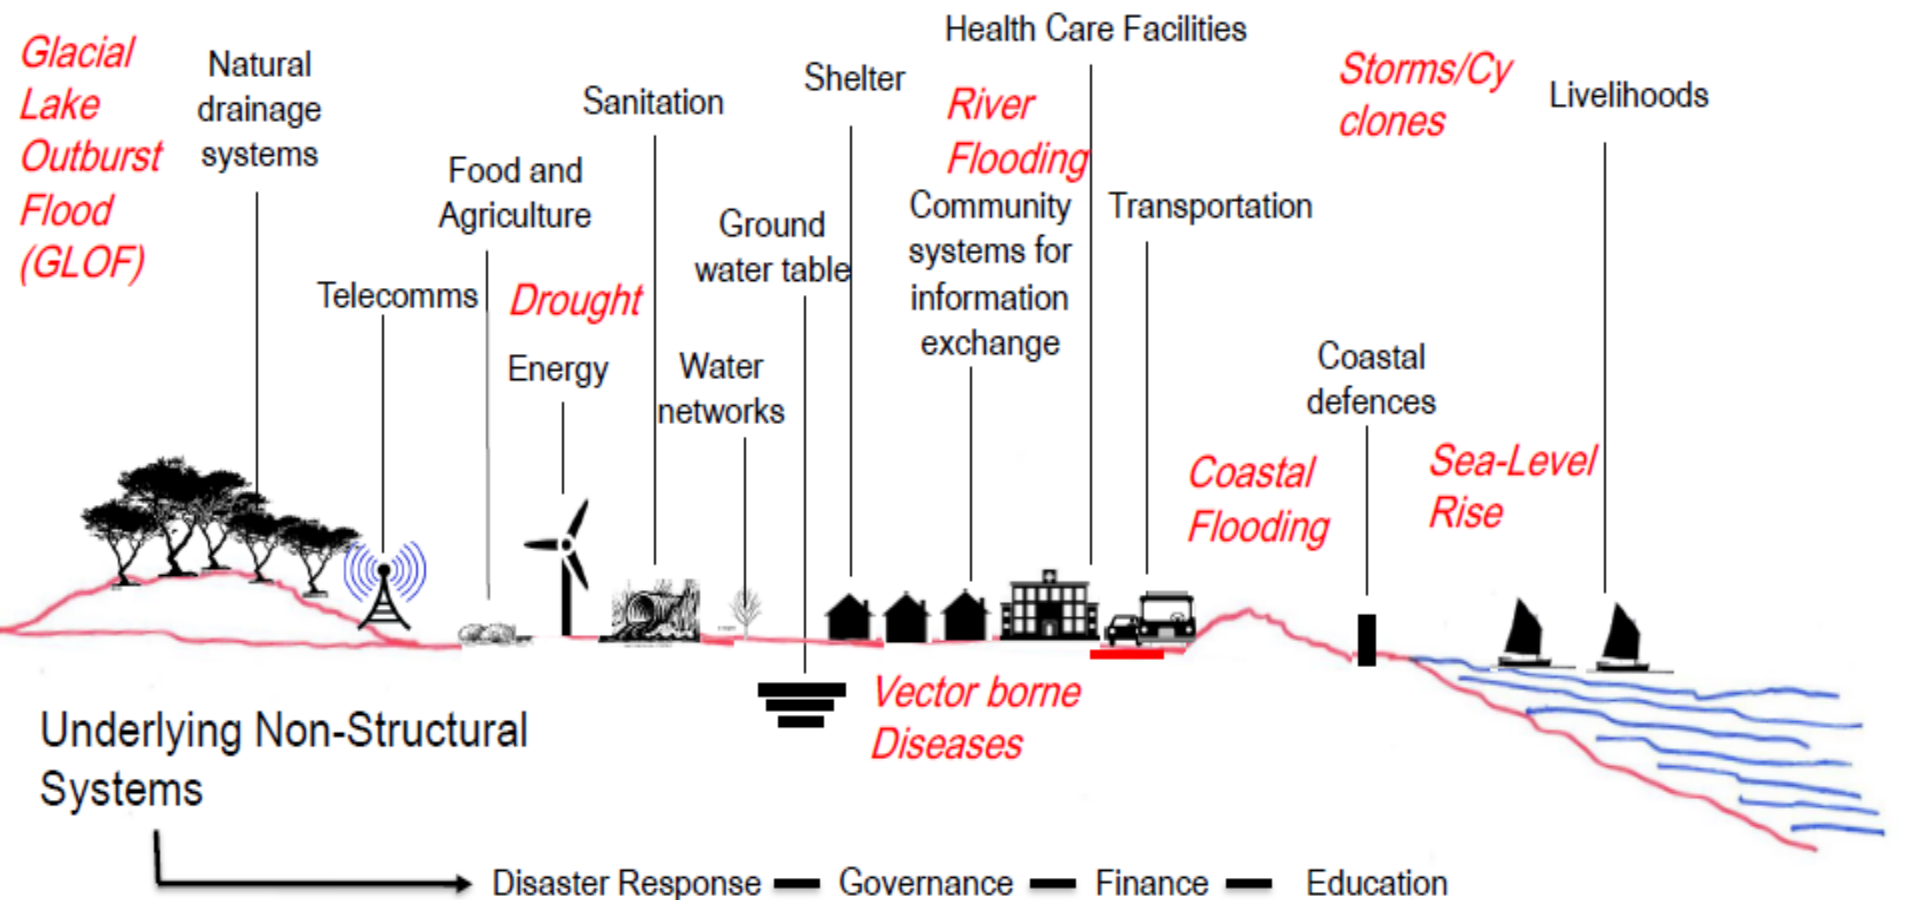 Glacial
Lake
Outburst
Flood
(GLOF)
Natural
drainage
systems
Telecomms
Food and
Agriculture
Drought
Energy
Sanitation
Ground
water table
Water
networks
Shelter
Health Care Facilities
River
Flooding
Community
systems for
information
exchange
Transportation
Storms/Cy
clones
Livelihoods
Coastal
defences
Coastal
Flooding
Sea-Level
Rise
Vector borne
Diseases
Underlying Non-Structural
Systems
Disaster Response — Governance — Finance — Education